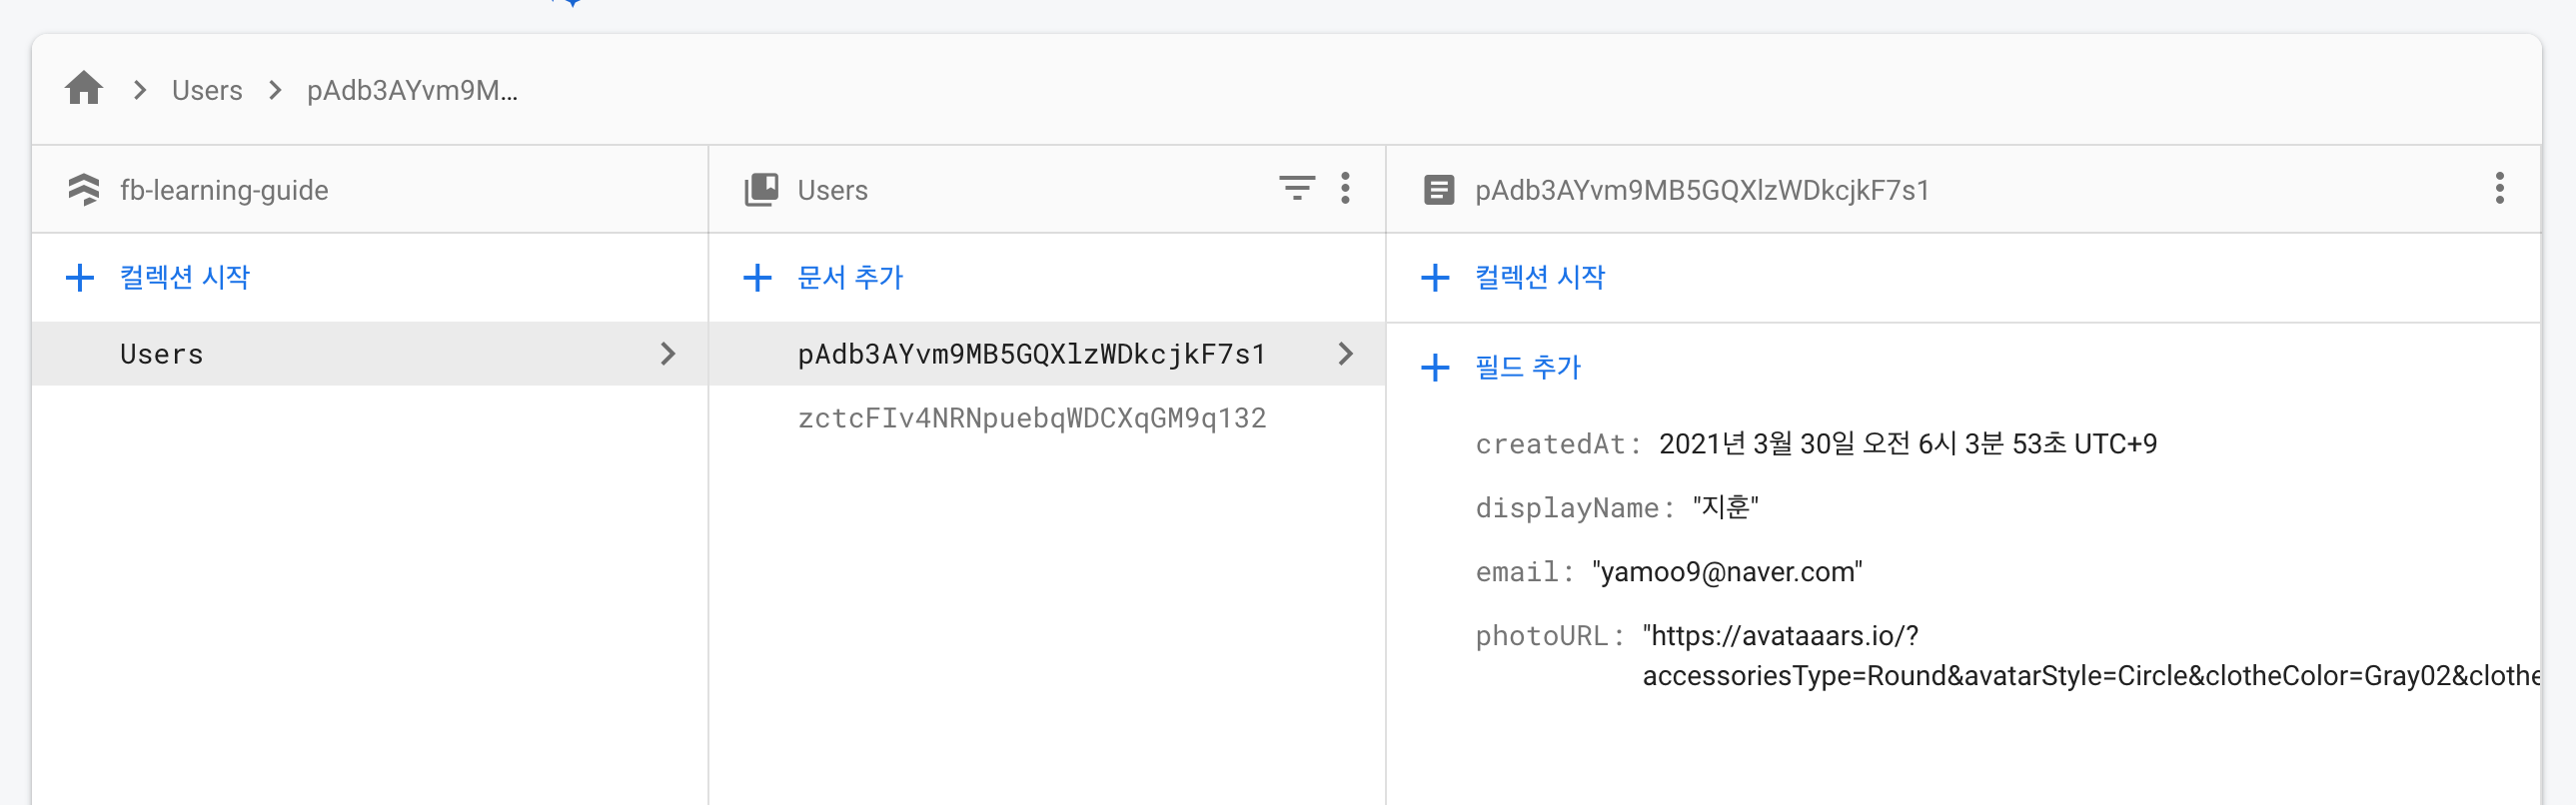 Users
pAdb3AYvm9M...
fb-learning-guide
컬렉션 시작
Users
Users
문서 추가
pAdb3AYvm9MB5GQXlzWDkcjkF7s1
zctcFIv4NRNpuebqWDCXqGM9q132
pAdb3AYvm9MB5GQXlzWDkcjkF7s1
컬렉션 시작
필드 추가
createdAt: 2021년 3월 30일 오전 6시 3분 53초 UTC+9
displayName: "지훈"
email: "yamoo9@naver.com"
photoURL: "https://avataaars.io/?
accessoriesType=Round&avatarStyle=Circle&clotheColor=Gray02&clothe